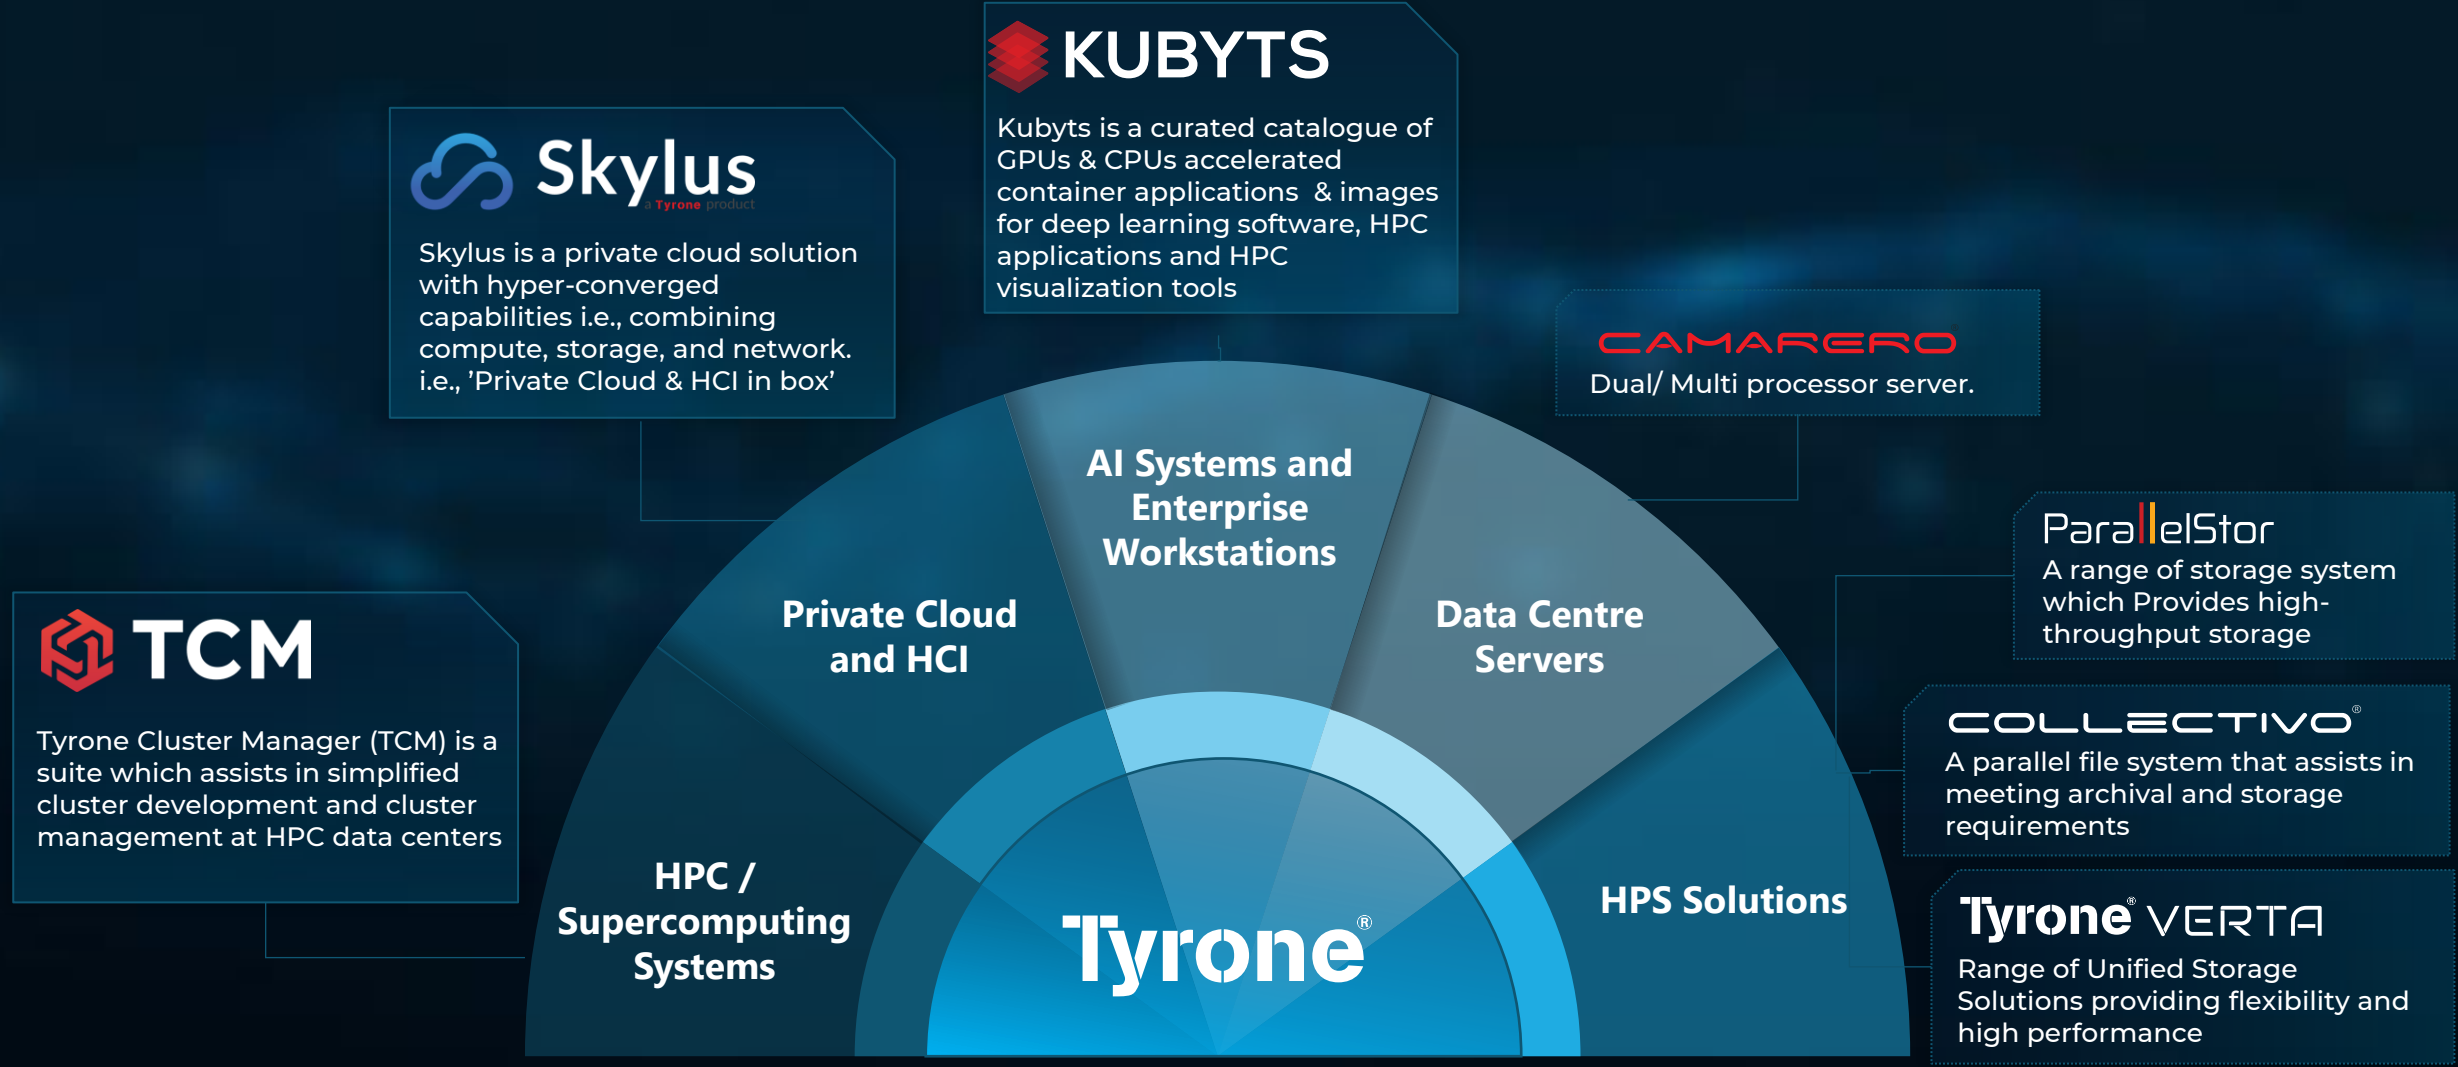 KUBYTS
Kubyts is a curated catalogue of
GPUs & CPUs accelerated
container applications & images
for deep learning software, HPC
applications and HPC
visualization tools
Skylus
a Tyrone product
Skylus is a private cloud solution
with hyper-converged
capabilities i.e., combining
compute, storage, and network.
i.e., ’Private Cloud & HCI in box’
CAMARERO
Dual/ Multi processor server.
TCM
Tyrone Cluster Manager (TCM) is a
suite which assists in simplified
cluster development and cluster
management at HPC data centers
ParallelStor
A range of storage system
which Provides high-
throughput storage
COLLECTIVO®
A parallel file system that assists in
meeting archival and storage
requirements
Tyrone® VERTA
Range of Unified Storage
Solutions providing flexibility and
high performance
HPC /
Supercomputing
Systems
Private Cloud
and HCI
AI Systems and
Enterprise
Workstations
Data Centre
Servers
HPS Solutions
Tyrone®